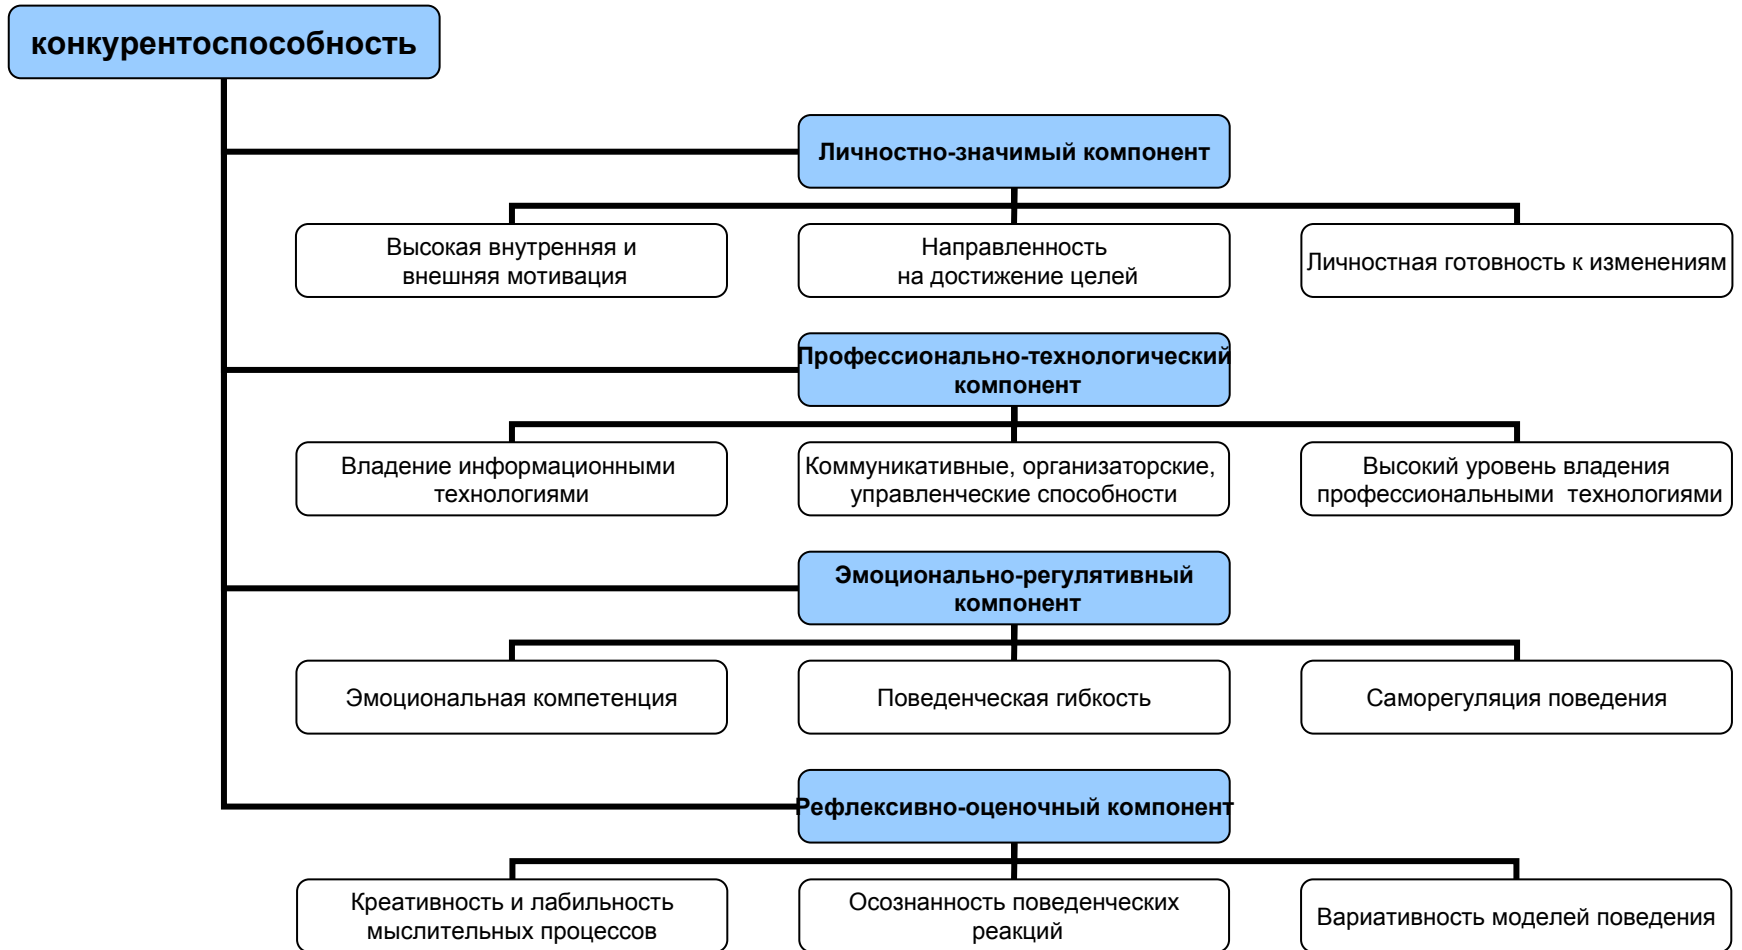 конкурентоспособность
Личностно-значимый компонент
Высокая внутренняя и
внешняя мотивация
Направленность
на достижение целей
Личностная готовность к изменениям
Профессионально-технологический
компонент
Владение информационными
технологиями
Коммуникативные, организаторские,
управленческие способности
Высокий уровень владения
профессиональными  технологиями
Эмоционально-регулятивный
компонент
Эмоциональная компетенция
Поведенческая гибкость
Саморегуляция поведения
Рефлексивно-оценочный компонент
Креативность и лабильность
мыслительных процессов
Осознанность поведенческих
реакций
Вариативность моделей поведения